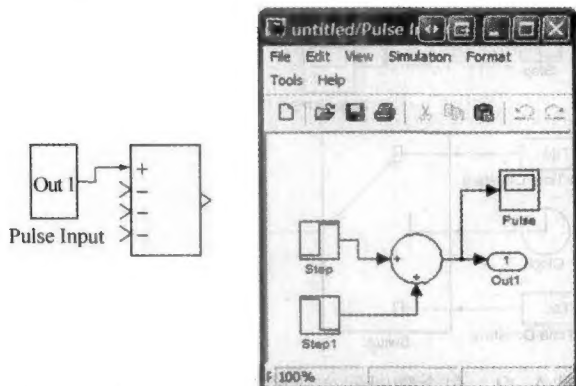 Out 1
+
−
−
−
Pulse Input
untitled/Pulse
File Edit View Simulation Format
Tools Help
Pulse
Step
+
+
1
Out1
Step1
100%